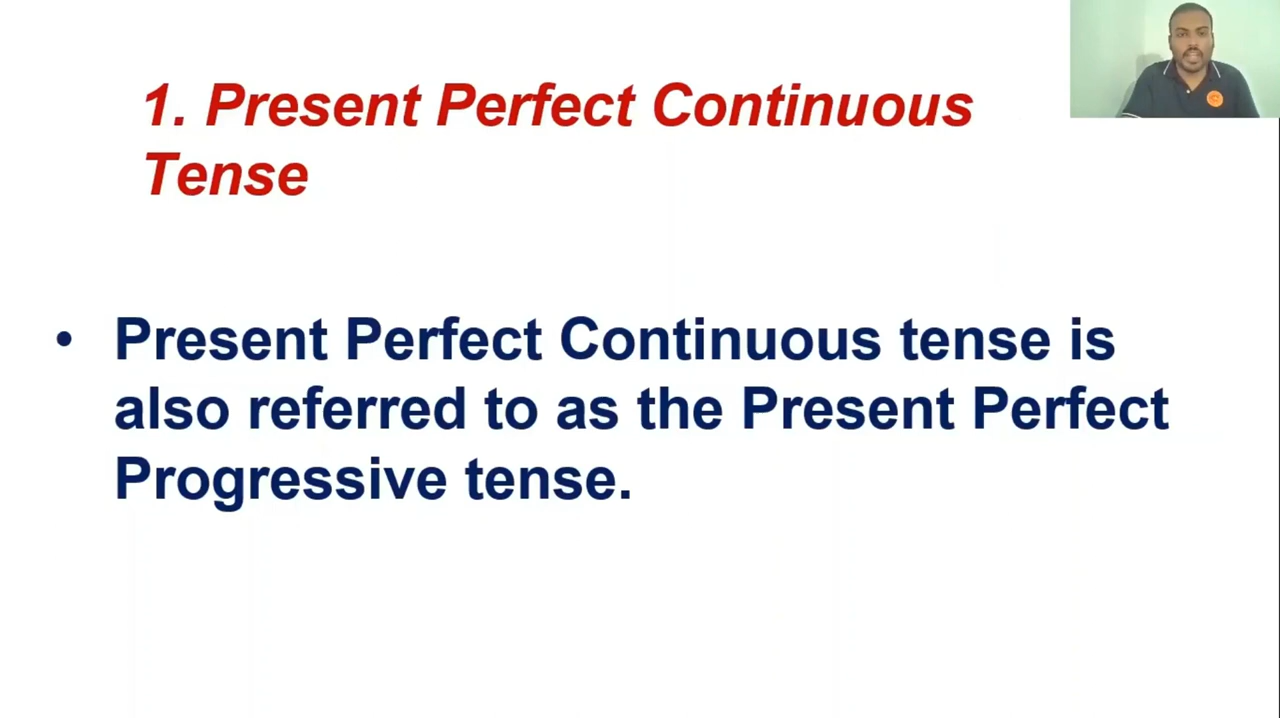 1. Present Perfect Continuous
Tense
• Present Perfect Continuous tense is
also referred to as the Present Perfect
Progressive tense.